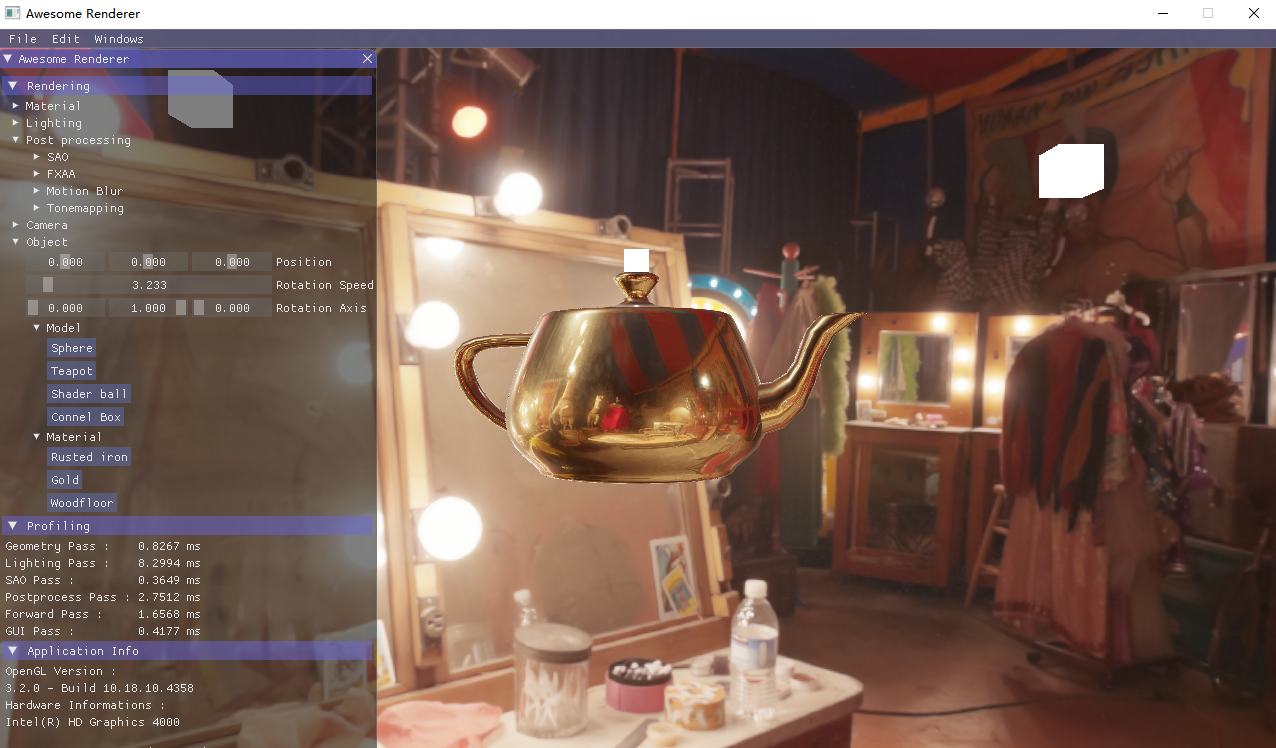 Awesome Renderer
File Edit Windows
Awesome Renderer
Rendering
Material
Lighting
Post processing
SAO
FXAA
Motion Blur
Tonemapping
Camera
Object
0.000 0.000 0.000 Position
3.233 Rotation Speed
0.000 1.000 0.000 Rotation Axis
Model
Sphere
Teapot
Shader ball
Connel Box
Material
Rusted iron
Gold
Woodfloor
Profiling
Geometry Pass : 0.8267 ms
Lighting Pass : 8.2994 ms
SAO Pass : 0.3649 ms
Postprocess Pass : 2.7512 ms
Forward Pass : 1.6568 ms
GUI Pass : 0.4177 ms
Application Info
OpenGL Version :
3.2.0 - Build 10.18.10.4358
Hardware Informations :
Intel(R) HD Graphics 4000